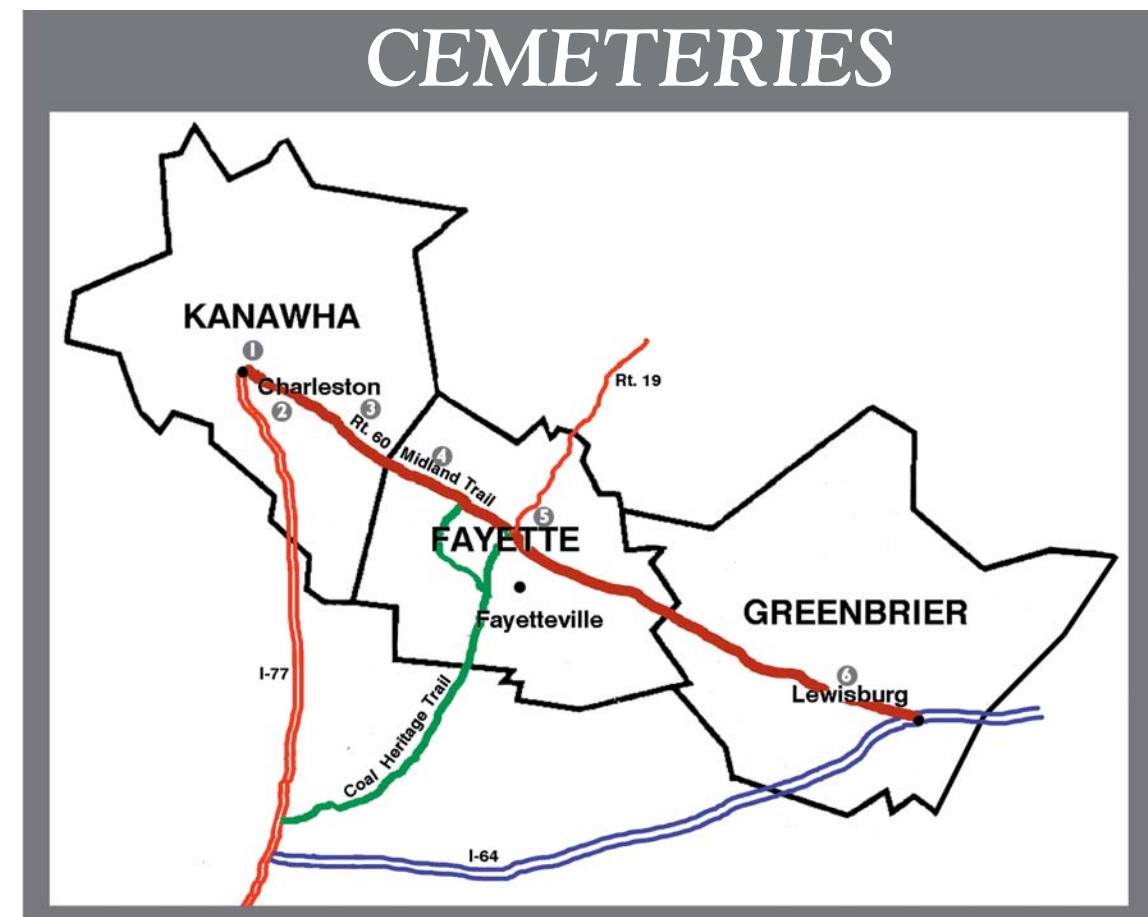 CEMETERIES
KANAWHA
1
Charleston
2
3
Rt. 60 Midland Trail
4
Rt. 19
5
FAYETTE
Fayetteville
GREENBRIER
6
Lewisburg
I-77
Coal Heritage Trail
I-64